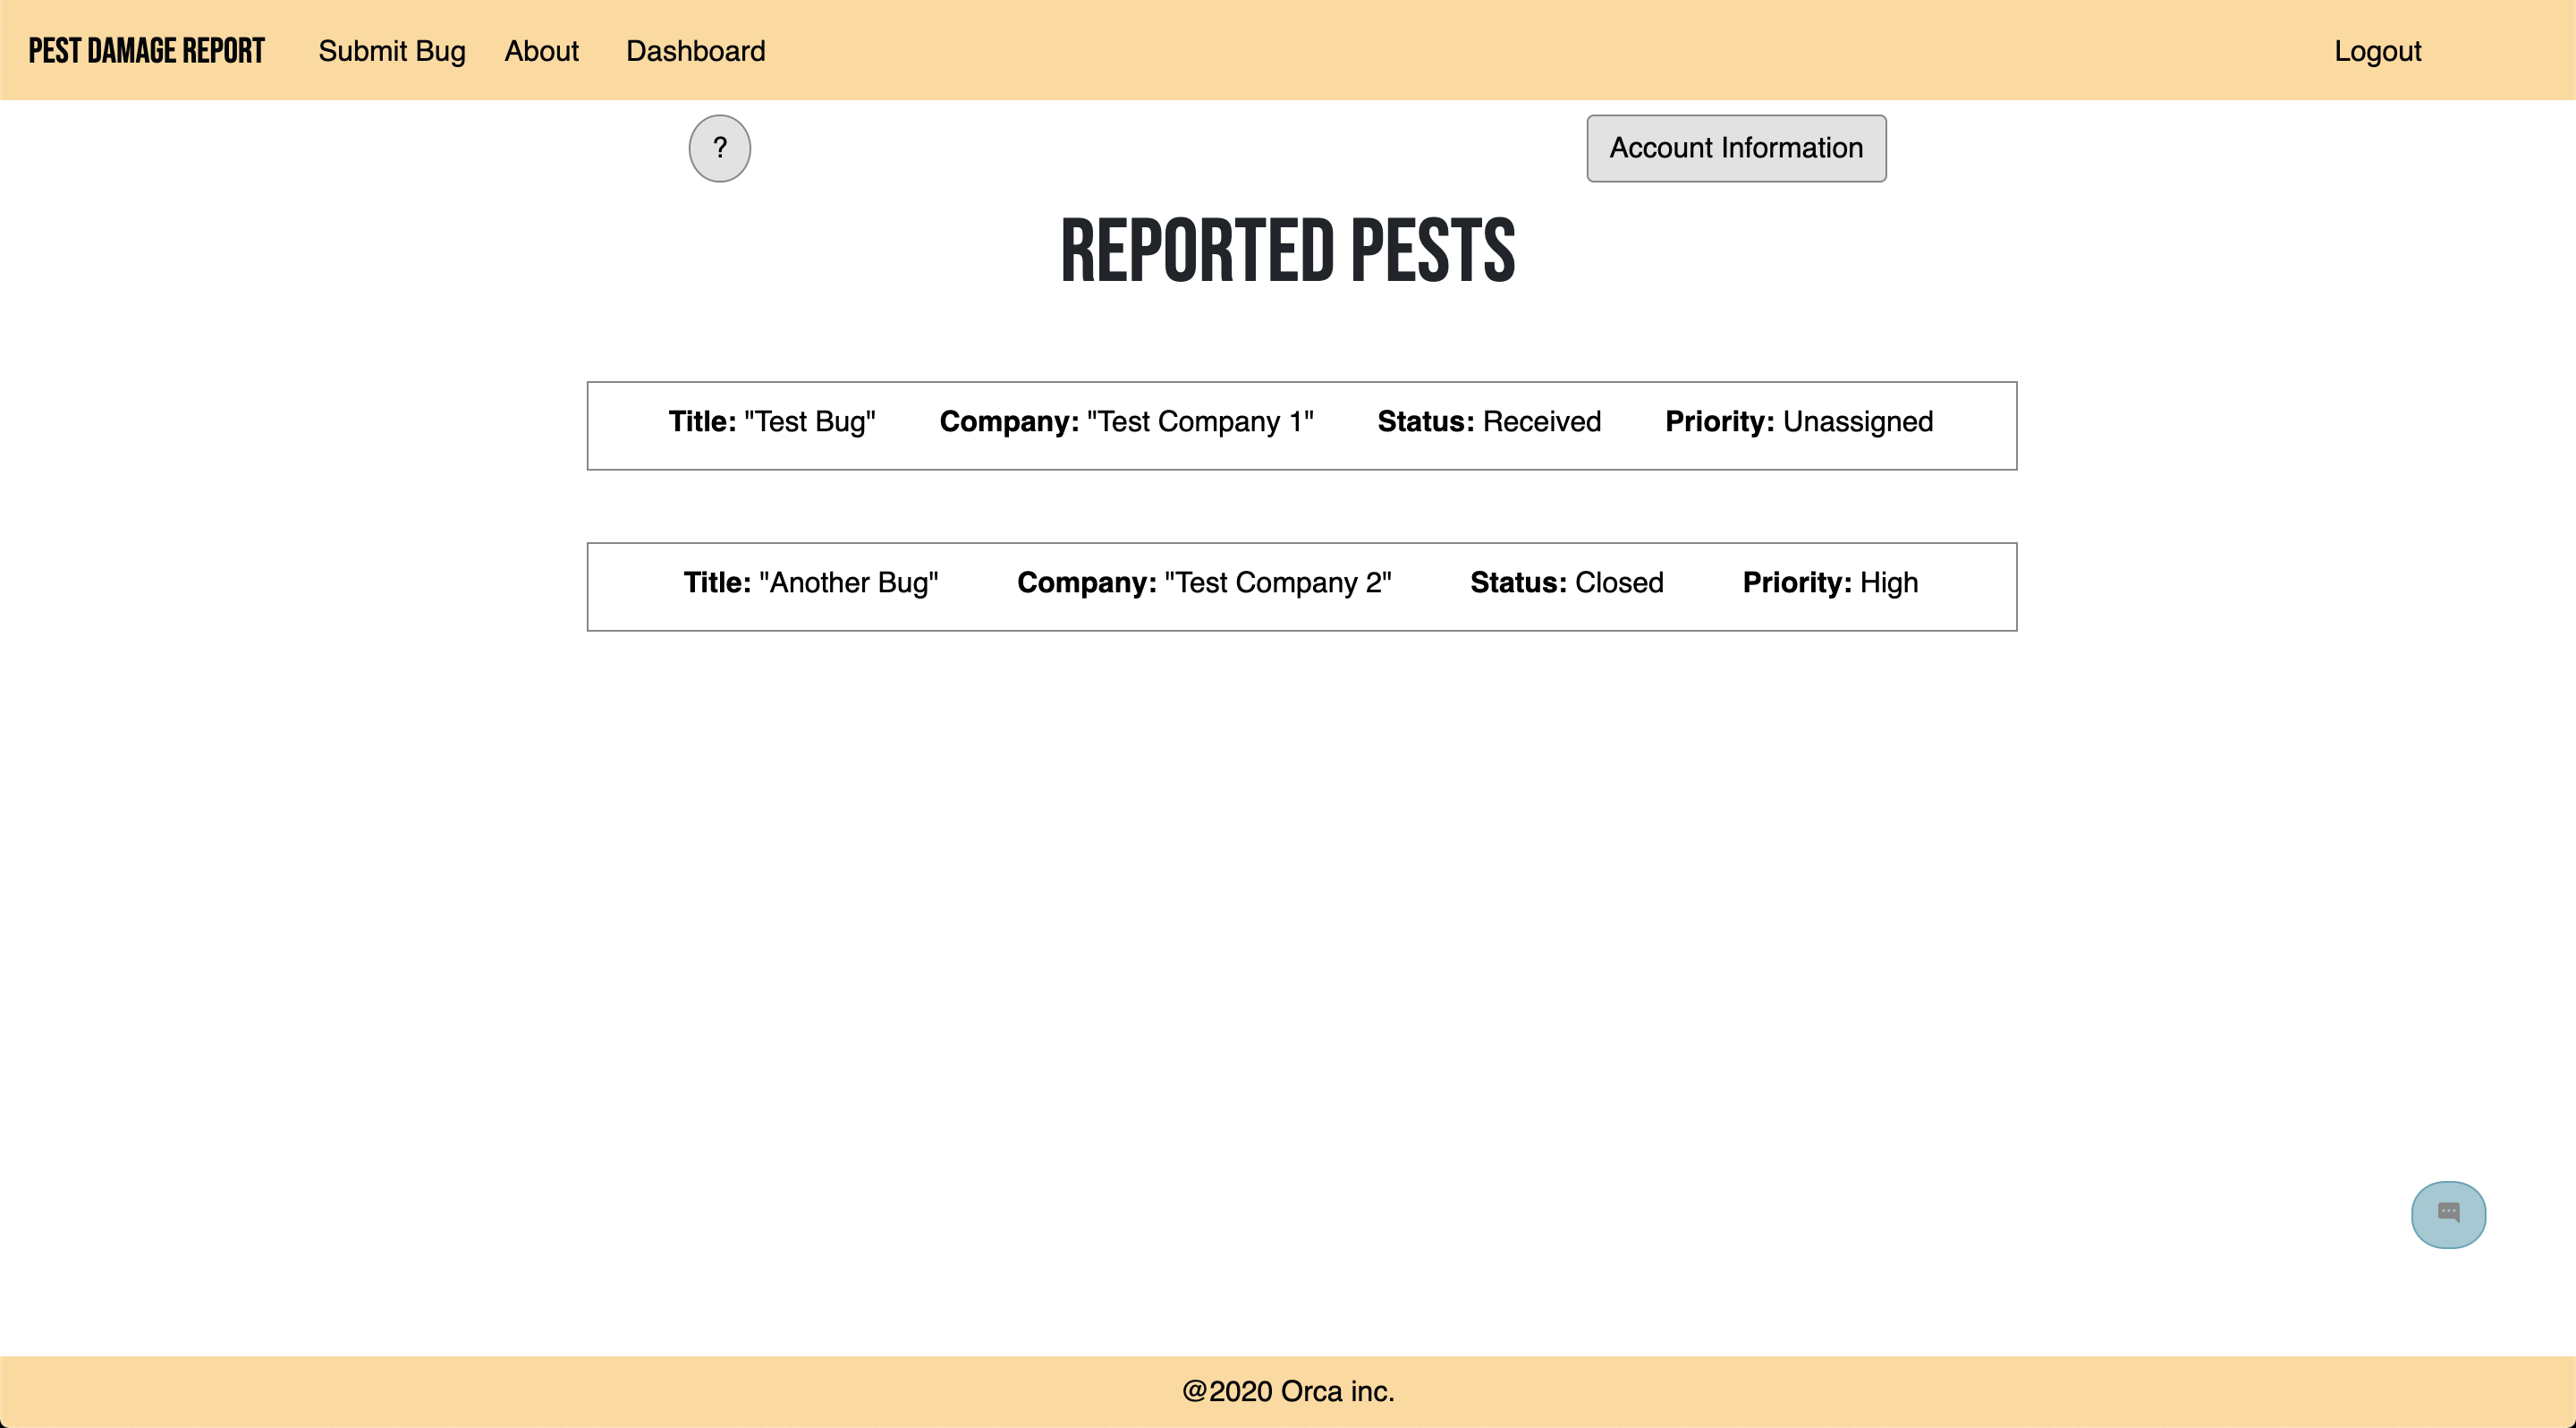 PEST DAMAGE REPORT Submit Bug About Dashboard Logout
? Account Information
REPORTED PESTS
Title: "Test Bug" Company: "Test Company 1" Status: Received Priority: Unassigned
Title: "Another Bug" Company: "Test Company 2" Status: Closed Priority: High
@2020 Orca inc.